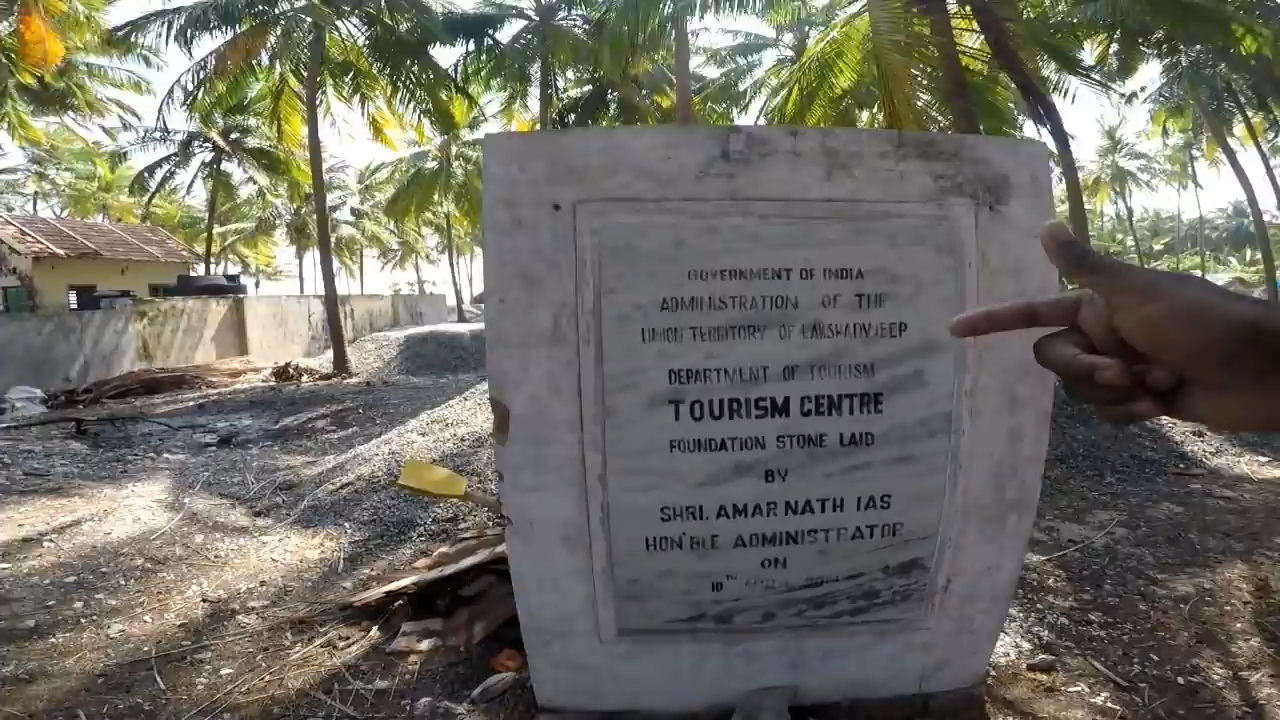 GOVERNMENT OF INDIA
ADMINISTRATION OF THE
UNION TERRITORY OF LAKSHADWEEP
DEPARTMENT OF TOURISM
TOURISM CENTRE
FOUNDATION STONE LAID
BY
SHRI. AMAR NATH IAS
HON'BLE ADMINISTRATOR
ON
10TH